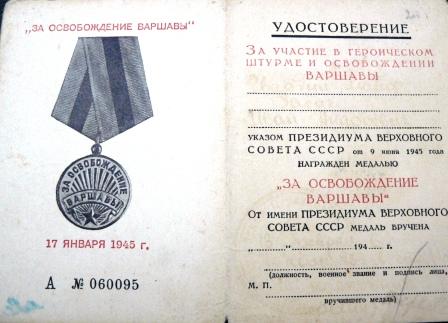 „ЗА ОСВОБОЖДЕНИЕ ВАРШАВЫ"
ЗА ОСВОБОЖДЕНИЕ
ВАРШАВЫ
17 ЯНВАРЯ 1945 г.
А № 060095
УДОСТОВЕРЕНИЕ
ЗА УЧАСТИЕ В ГЕРОИЧЕСКОМ
ШТУРМЕ И ОСВОБОЖДЕНИИ
ВАРШАВЫ
УКАЗОМ ПРЕЗИДИУМА ВЕРХОВНОГО
СОВЕТА СССР от 9 июня 1945 года
НАГРАЖДЕН МЕДАЛЬЮ
„ЗА ОСВОБОЖДЕНИЕ
ВАРШАВЫ"
От имени ПРЕЗИДИУМА ВЕРХОВНОГО
СОВЕТА СССР МЕДАЛЬ ВРУЧЕНА
„ " 194 г.
(должность, военное звание и подпись лица,
М. П.
вручившего медаль)